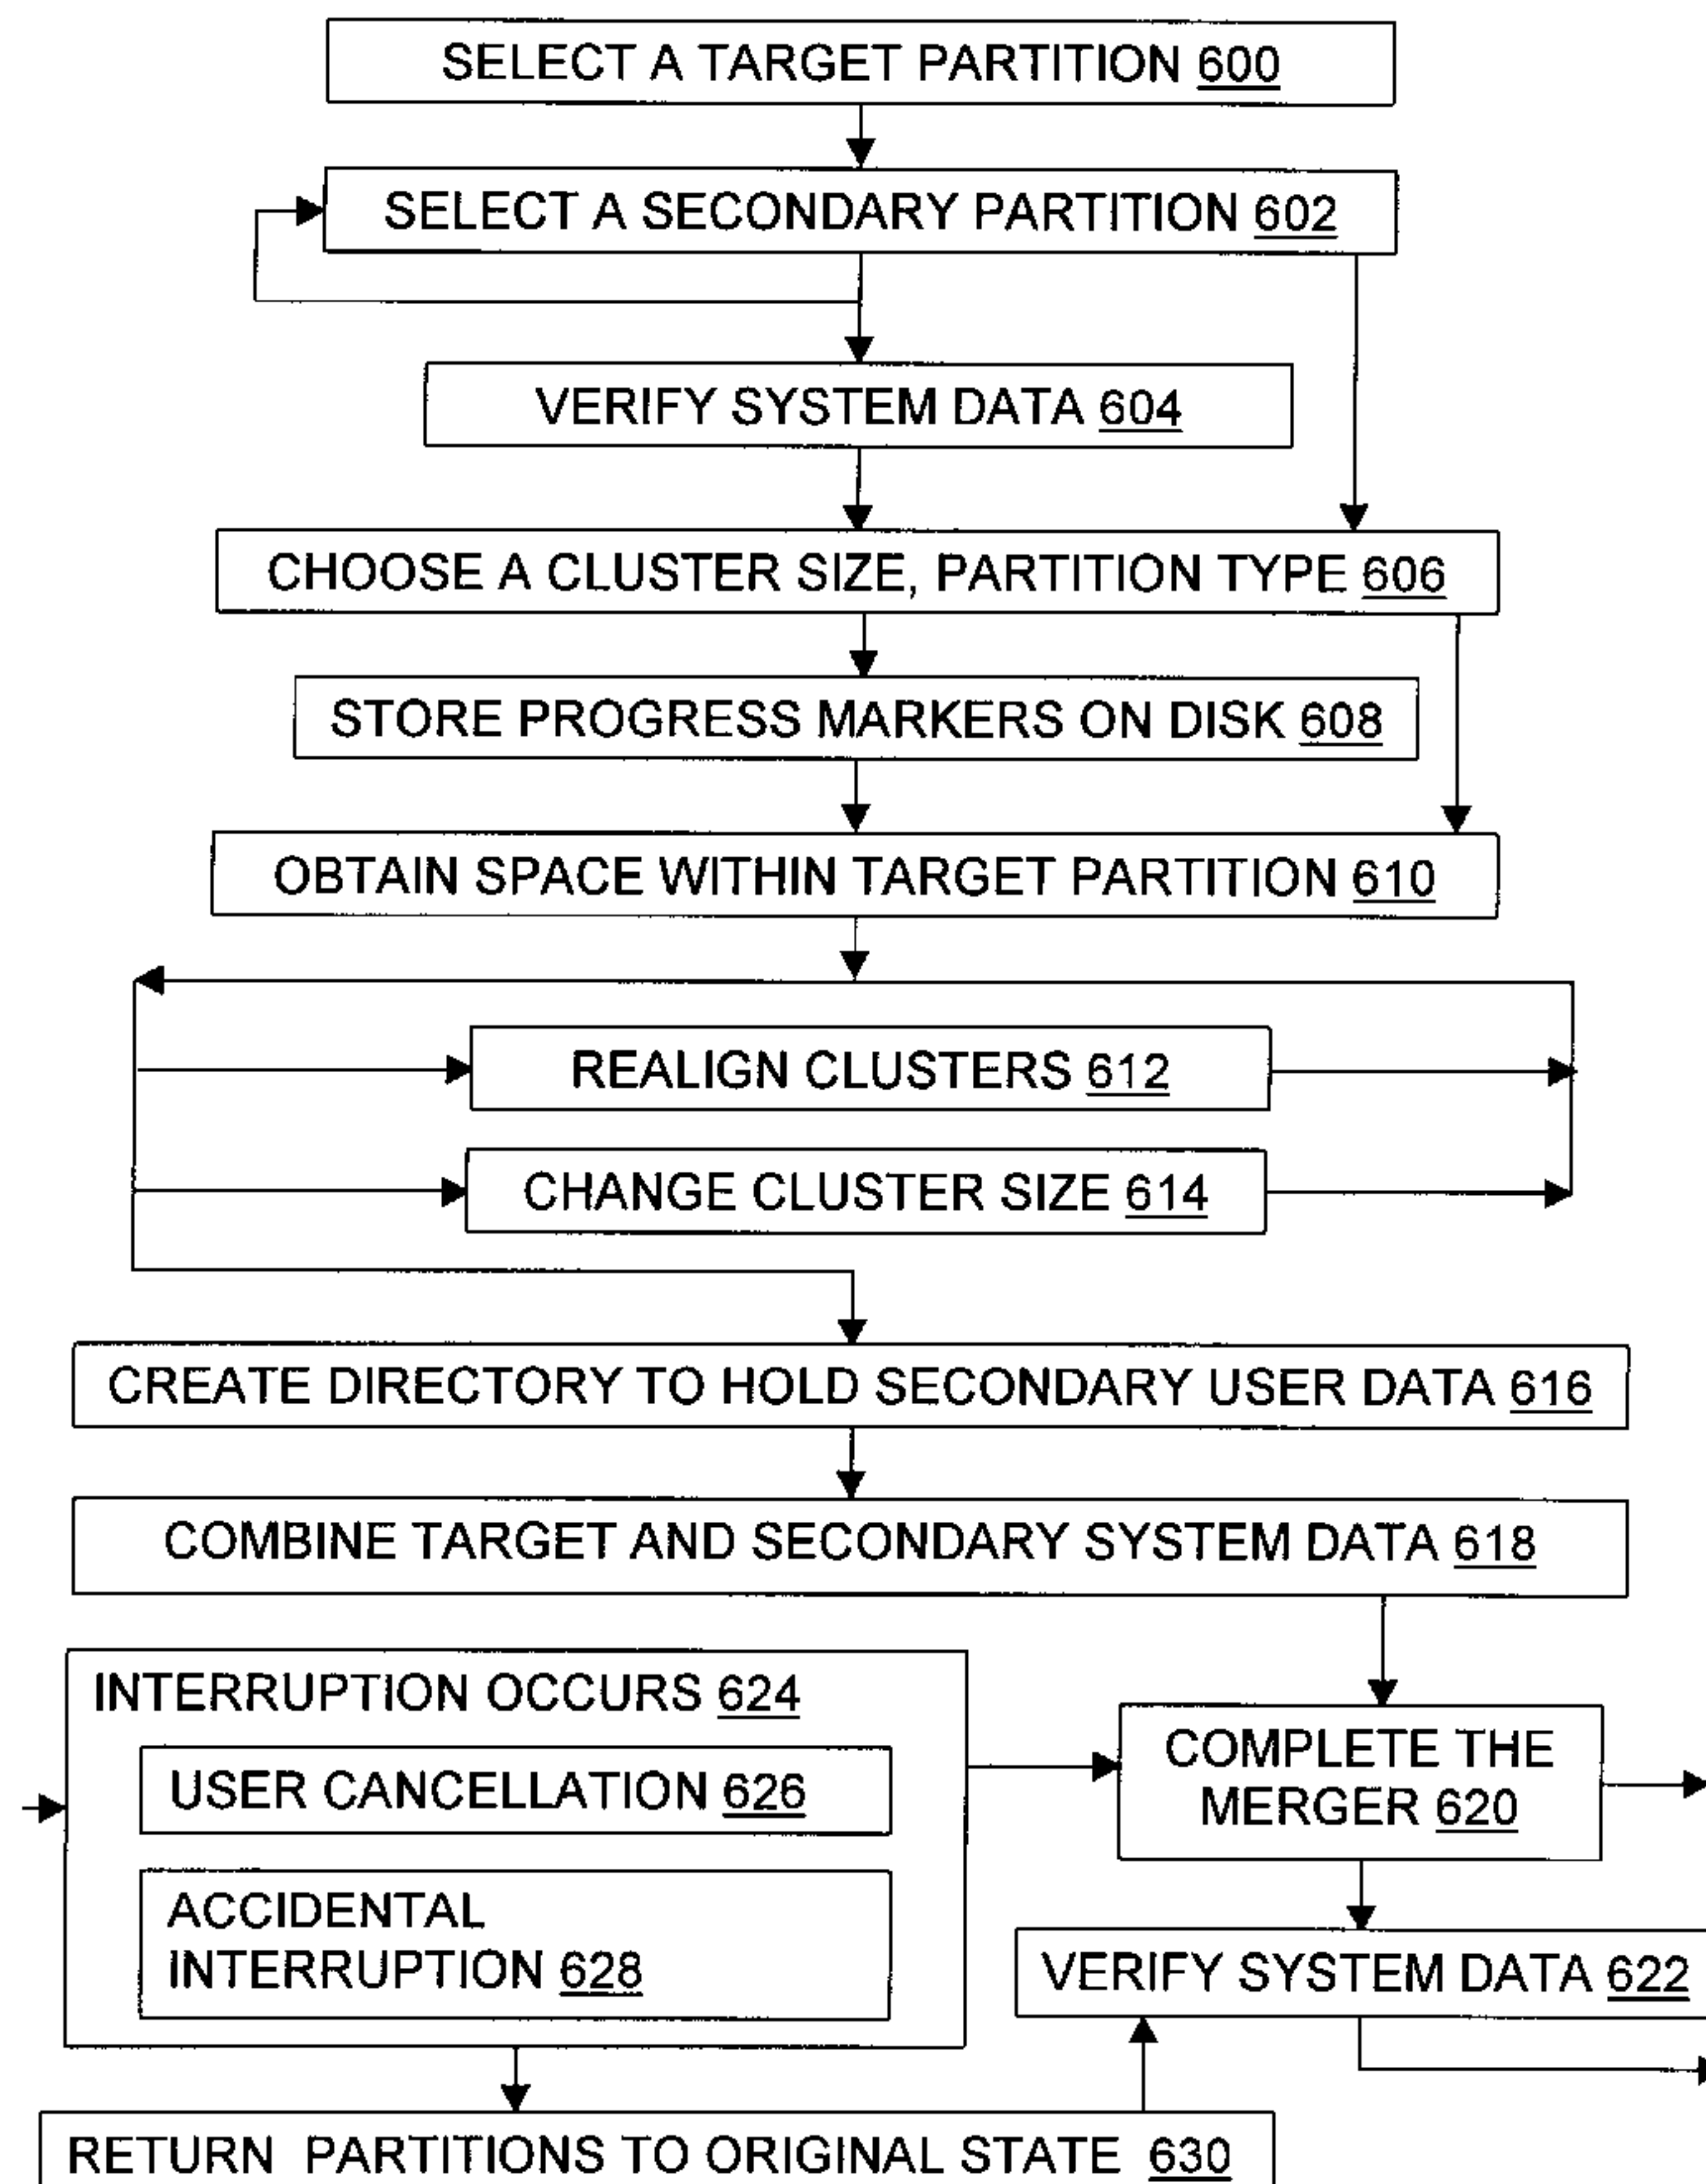 SELECT A TARGET PARTITION 600
SELECT A SECONDARY PARTITION 602
VERIFY SYSTEM DATA 604
CHOOSE A CLUSTER SIZE, PARTITION TYPE 606
STORE PROGRESS MARKERS ON DISK 608
OBTAIN SPACE WITHIN TARGET PARTITION 610
REALIGN CLUSTERS 612
CHANGE CLUSTER SIZE 614
CREATE DIRECTORY TO HOLD SECONDARY USER DATA 616
COMBINE TARGET AND SECONDARY SYSTEM DATA 618
INTERRUPTION OCCURS 624
USER CANCELLATION 626
ACCIDENTAL
INTERRUPTION 628
COMPLETE THE
MERGER 620
VERIFY SYSTEM DATA 622
RETURN PARTITIONS TO ORIGINAL STATE 630